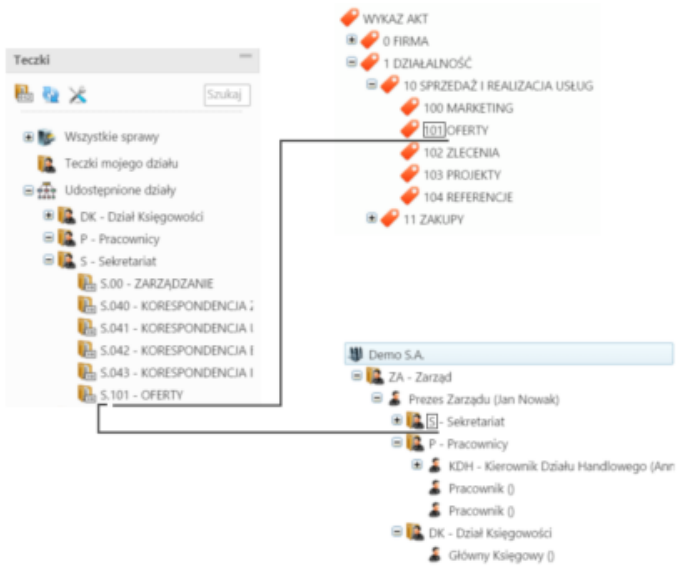 Teczki
Szukaj
Wszystkie sprawy
Teczki mojego działu
Udostępnione działy
DK - Dział Księgowości
P - Pracownicy
S - Sekretariat
S.00 - ZARZĄDZANIE
S.040 - KORESPONDENCJA
S.041 - KORESPONDENCJA
S.042 - KORESPONDENCJA
S.043 - KORESPONDENCJA
S.101 - OFERTY
WYKAZ AKT
0 FIRMA
1 DZIAŁALNOŚĆ
10 SPRZEDAŻ I REALIZACJA USŁUG
100 MARKETING
101 OFERTY
102 ZLECENIA
103 PROJEKTY
104 REFERENCJE
11 ZAKUPY
Demo S.A.
ZA - Zarząd
Prezes Zarządu (Jan Nowak)
S - Sekretariat
P - Pracownicy
KDH - Kierownik Działu Handlowego (Ann
Pracownik ()
Pracownik ()
DK - Dział Księgowości
Główny Księgowy ()